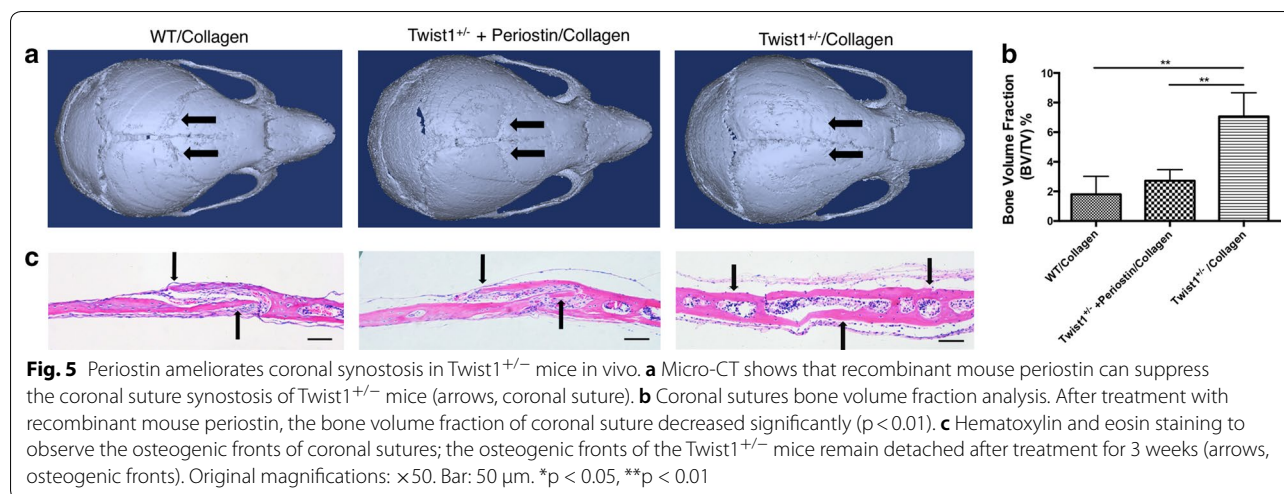 WT/Collagen
Twist1+/- + Periostin/Collagen
Twist1+/-/Collagen
a
b
**
**
Bone Volume Fraction
(BV/TV) %
10
8
6
4
2
0
WT/Collagen
Twist1+/- +Periostin/Collagen
Twist1+/- /Collagen
c
Fig. 5 Periostin ameliorates coronal synostosis in Twist1+/− mice in vivo. a Micro-CT shows that recombinant mouse periostin can suppress
the coronal suture synostosis of Twist1+/− mice (arrows, coronal suture). b Coronal sutures bone volume fraction analysis. After treatment with
recombinant mouse periostin, the bone volume fraction of coronal suture decreased significantly (p < 0.01). c Hematoxylin and eosin staining to
observe the osteogenic fronts of coronal sutures; the osteogenic fronts of the Twist1+/− mice remain detached after treatment for 3 weeks (arrows,
osteogenic fronts). Original magnifications: ×50. Bar: 50 μm. *p < 0.05, **p < 0.01